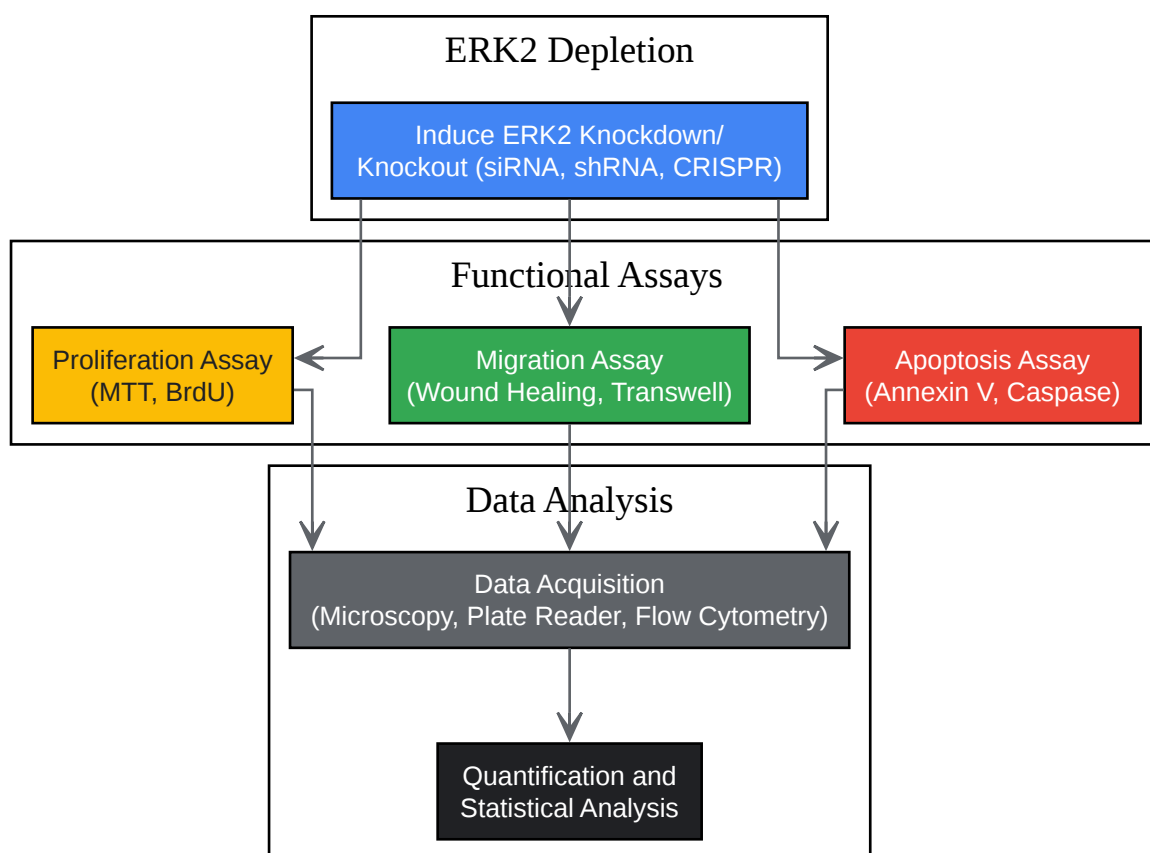 ERK2 Depletion
Induce ERK2 Knockdown/
Knockout (siRNA, shRNA, CRISPR)
Functional Assays
Proliferation Assay
(MTT, BrdU)
Migration Assay
(Wound Healing, Transwell)
Apoptosis Assay
(Annexin V, Caspase)
Data Analysis
Data Acquisition
(Microscopy, Plate Reader, Flow Cytometry)
Quantification and
Statistical Analysis